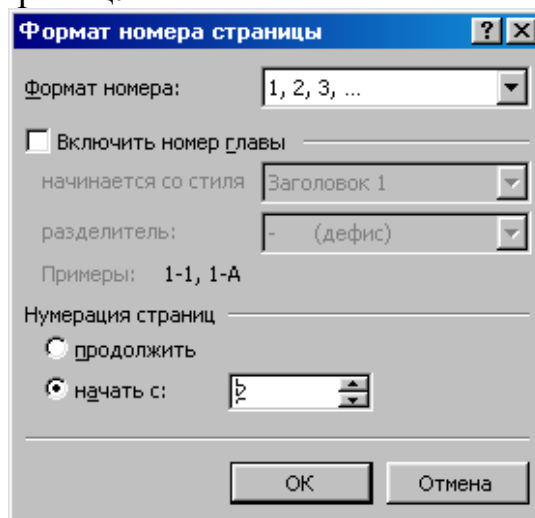 Формат номера страницы
Формат номера: 1, 2, 3, ...
Включить номер главы
начинается со стиля Заголовок 1
разделитель: - (дефис)
Примеры: 1-1, 1-A
Нумерация страниц
продолжить
начать с:
ОК Отмена